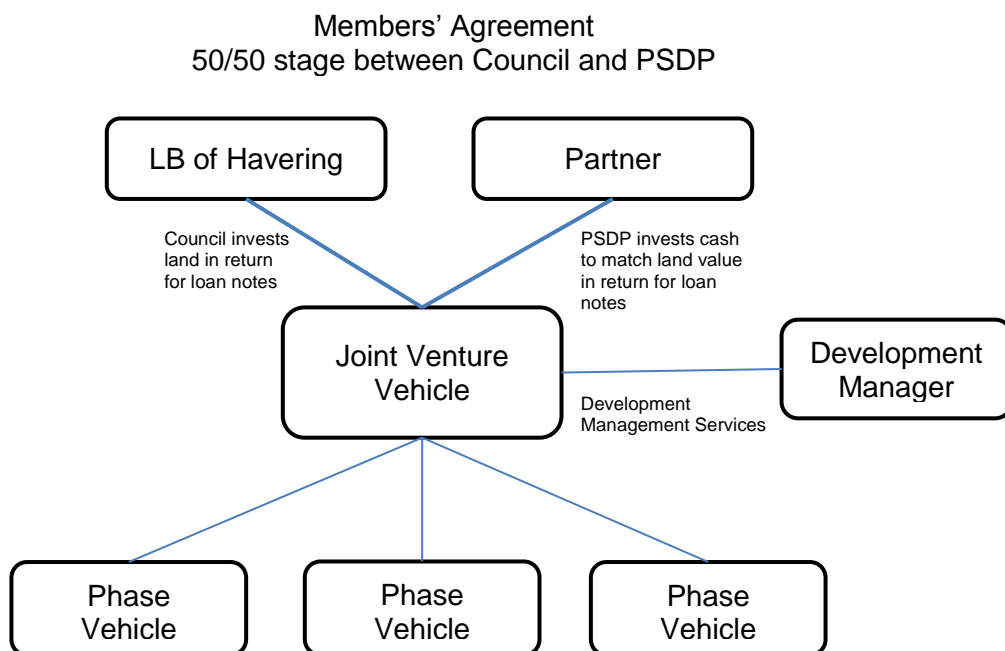 Members’ Agreement
50/50 stage between Council and PSDP
LB of Havering
Partner
Council invests
land in return
for loan notes
PSDP invests cash
to match land value
in return for loan
notes
Joint Venture
Vehicle
Development
Manager
Development
Management Services
Phase
Vehicle
Phase
Vehicle
Phase
Vehicle